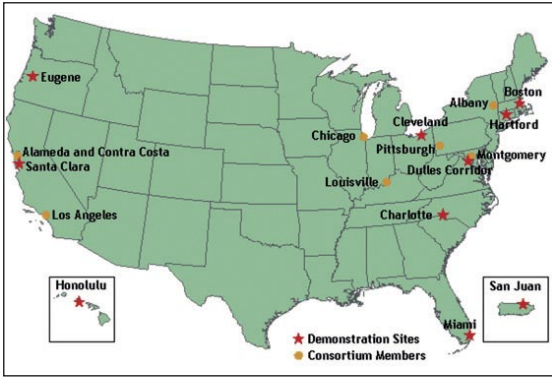 Eugene
Boston
Albany
Hartford
Cleveland
Chicago
Pittsburgh
Montgomery
Alameda and Contra Costa
Santa Clara
Dulles Corridor
Louisville
Los Angeles
Charlotte
Honolulu
San Juan
Miami
Demonstration Sites
Consortium Members